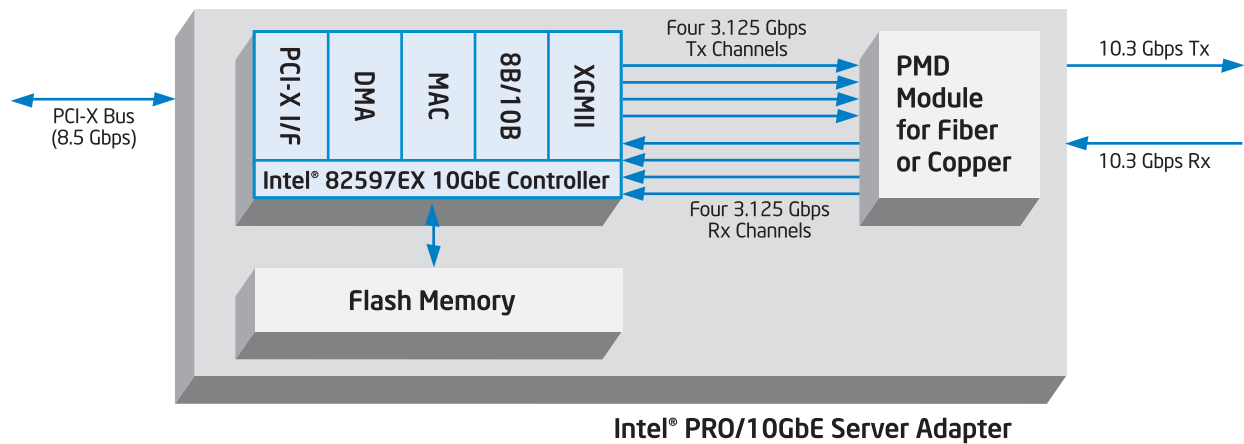 Four 3.125 Gbps
Tx Channels
10.3 Gbps Tx
PCI-X Bus
(8.5 Gbps)
PCI-X I/F
DMA
MAC
8B/10B
XGMII
Intel® 82597EX 10GbE Controller
PMD
Module
for Fiber
or Copper
10.3 Gbps Rx
Four 3.125 Gbps
Rx Channels
Flash Memory
Intel® PRO/10GbE Server Adapter